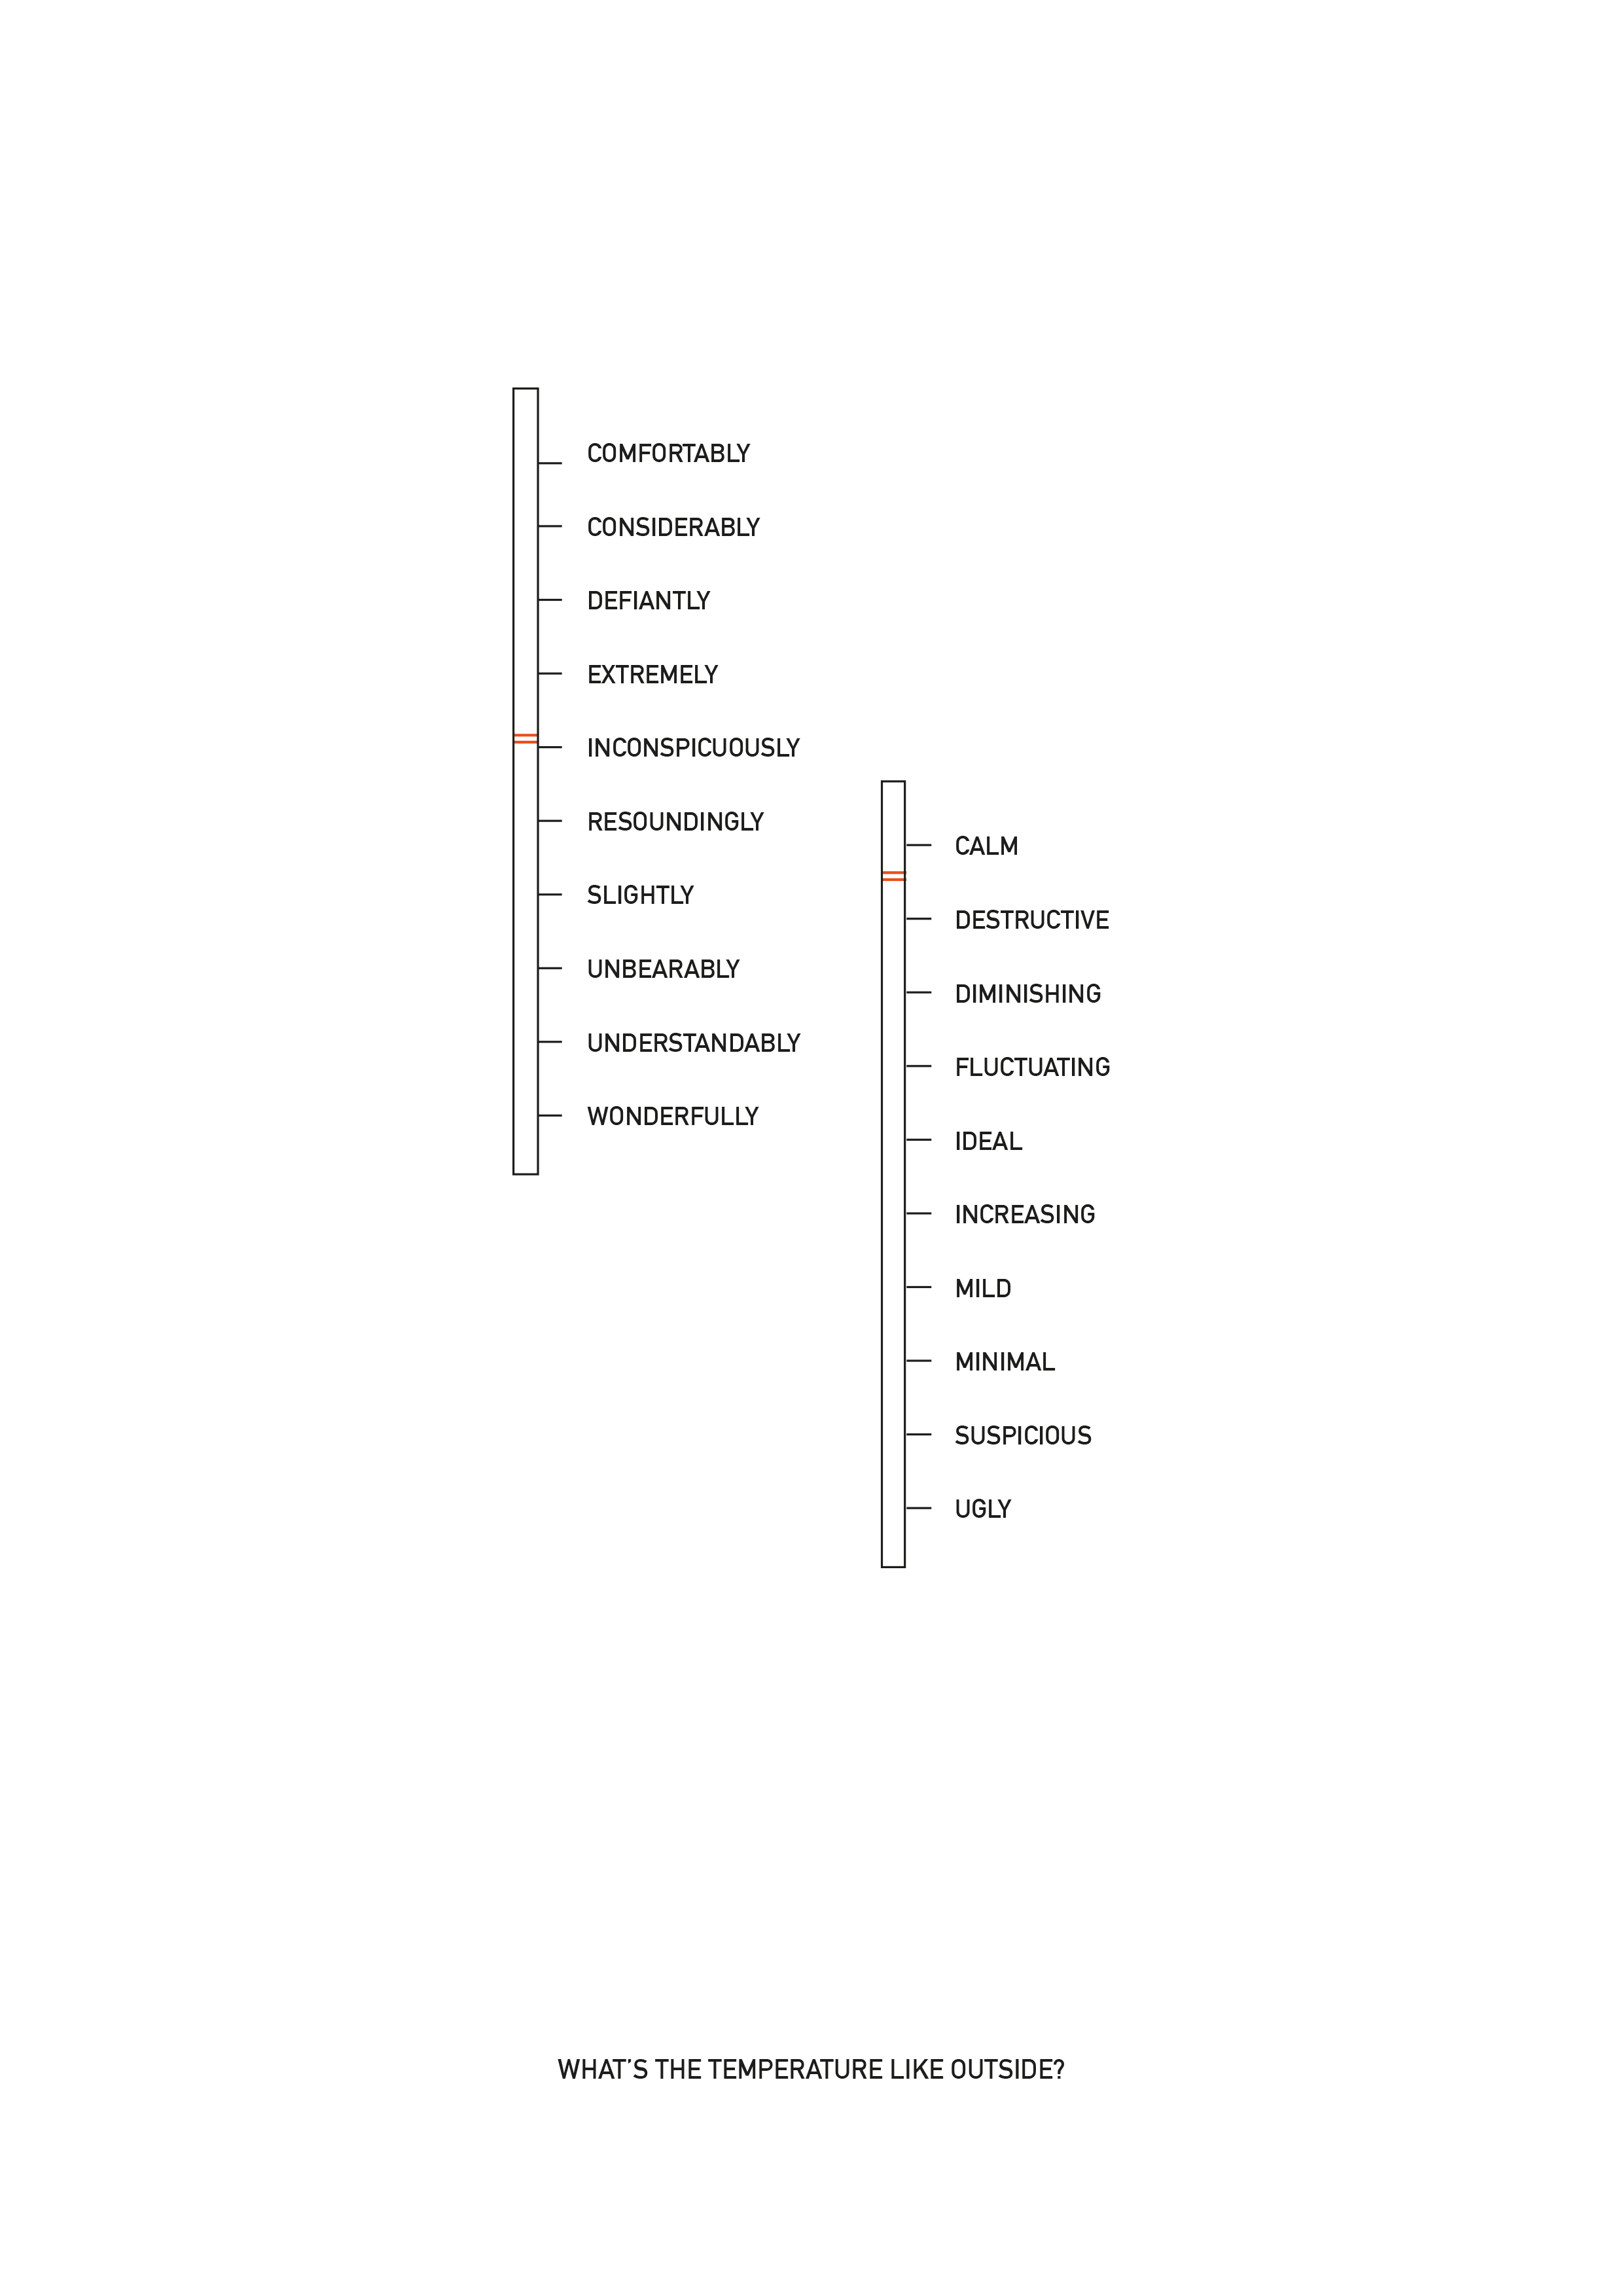 COMFORTABLY
CONSIDERABLY
DEFIANTLY
EXTREMELY
INCONSPICUOUSLY
RESOUNDINGLY
SLIGHTLY
UNBEARABLY
UNDERSTANDABLY
WONDERFULLY
CALM
DESTRUCTIVE
DIMINISHING
FLUCTUATING
IDEAL
INCREASING
MILD
MINIMAL
SUSPICIOUS
UGLY
WHAT'S THE TEMPERATURE LIKE OUTSIDE?